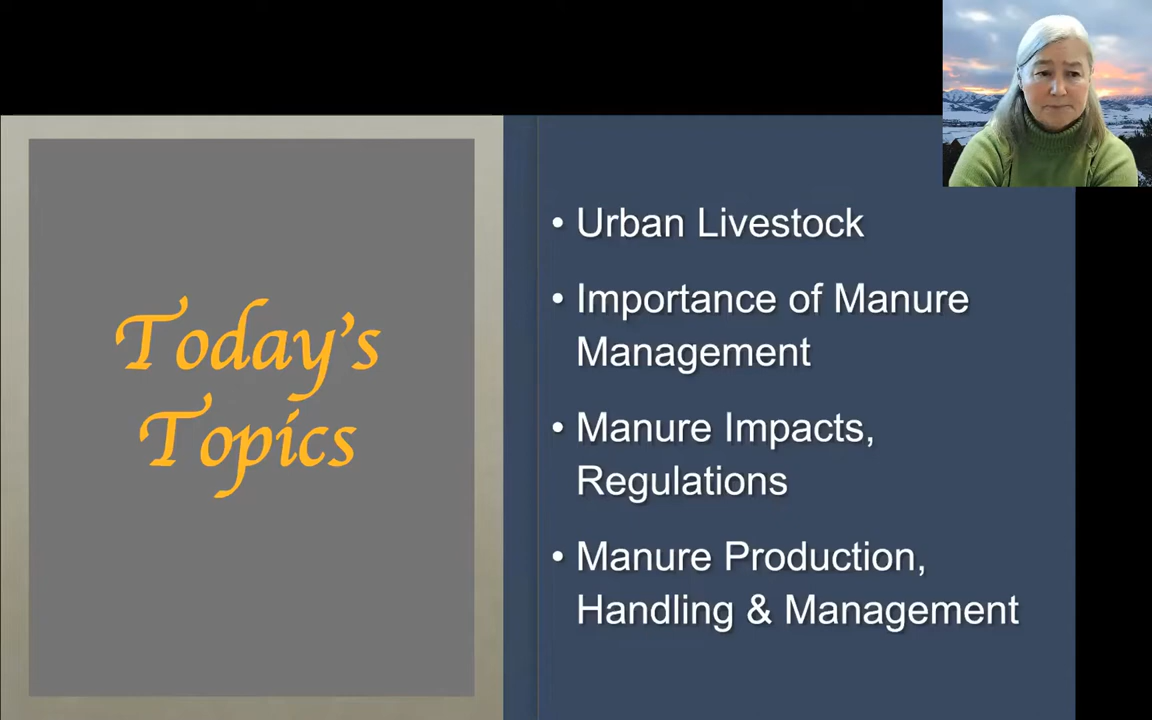 Today's
Topics
• Urban Livestock
• Importance of Manure
Management
• Manure Impacts,
Regulations
• Manure Production,
Handling & Management